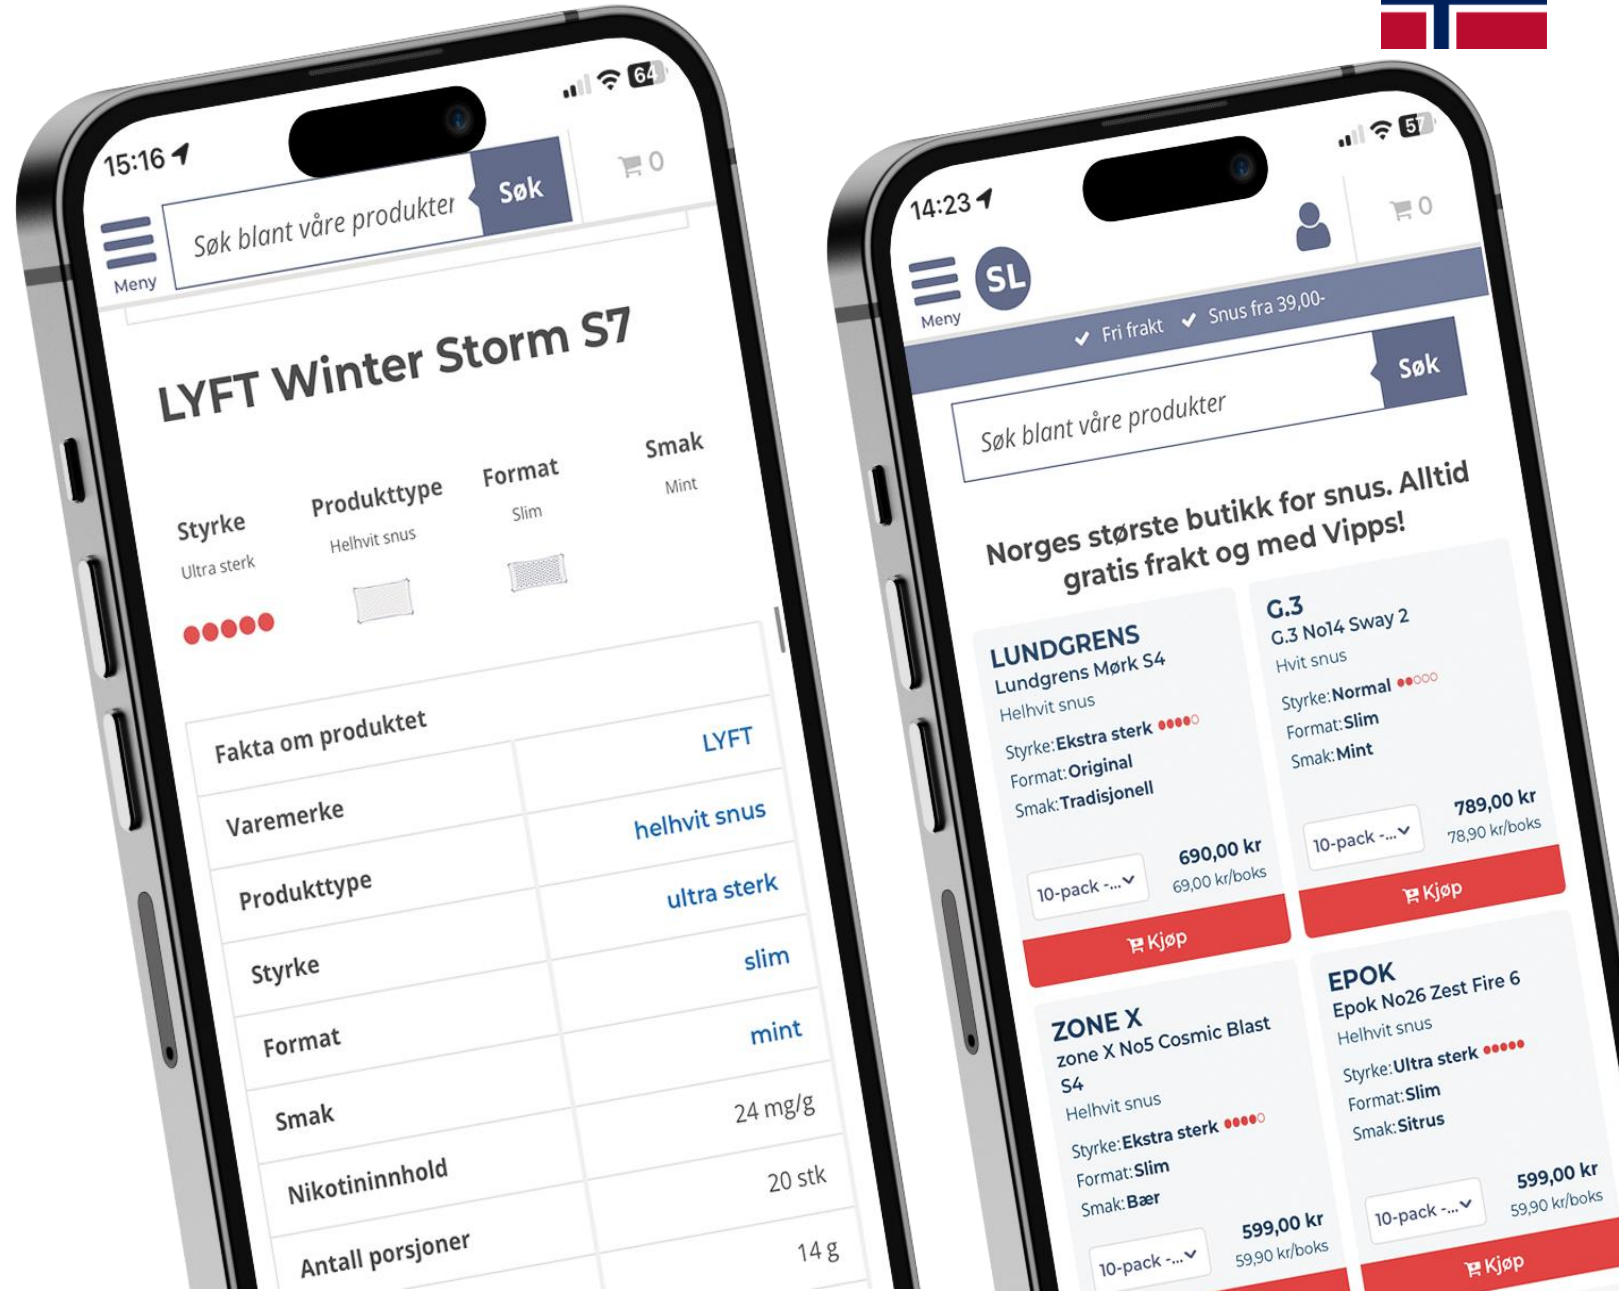 15:16
64
Søk blant våre produkter
Søk
0
Meny
LYFT Winter Storm S7
Styrke
Ultra sterk
Produkttype
Helhvit snus
Format
Slim
Smak
Mint
Fakta om produktet
Varemerke
LYFT
Produkttype
helhvit snus
Styrke
ultra sterk
Format
slim
Smak
mint
Nikotininnhold
24 mg/g
Antall porsjoner
20 stk
14 g
14:23
57
Meny
SL
0
Fri frakt
Snus fra 39,00-
Søk blant våre produkter
Søk
Norges største butikk for snus. Alltid
gratis frakt og med Vipps!
LUNDGRENS
Lundgrens Mørk S4
Helhvit snus
Styrke:Ekstra sterk
Format:Original
Smak:Tradisjonell
10-pack -...
690,00 kr
69,00 kr/boks
Kjøp
G.3
G.3 No14 Sway 2
Hvit snus
Styrke:Normal
Format:Slim
Smak:Mint
10-pack -...
789,00 kr
78,90 kr/boks
Kjøp
ZONE X
zone X No5 Cosmic Blast
S4
Helhvit snus
Styrke:Ekstra sterk
Format:Slim
Smak:Bær
10-pack -...
599,00 kr
59,90 kr/boks
EPOK
Epok No26 Zest Fire 6
Helhvit snus
Styrke:Ultra sterk
Format:Slim
Smak:Sitrus
10-pack -...
599,00 kr
59,90 kr/boks
Kjøp